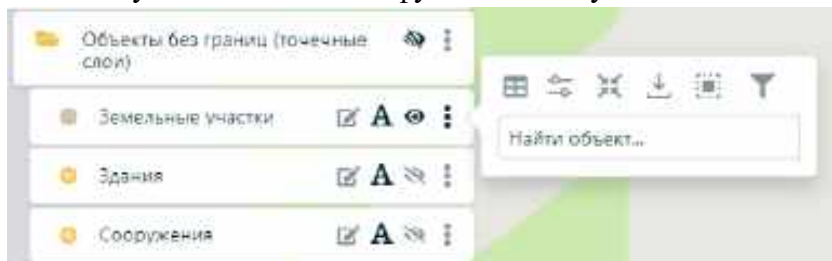 Объекты без границ (точечные
слои)
Земельные участки
A
Найти объект...
Здания
A
Сооружения
A